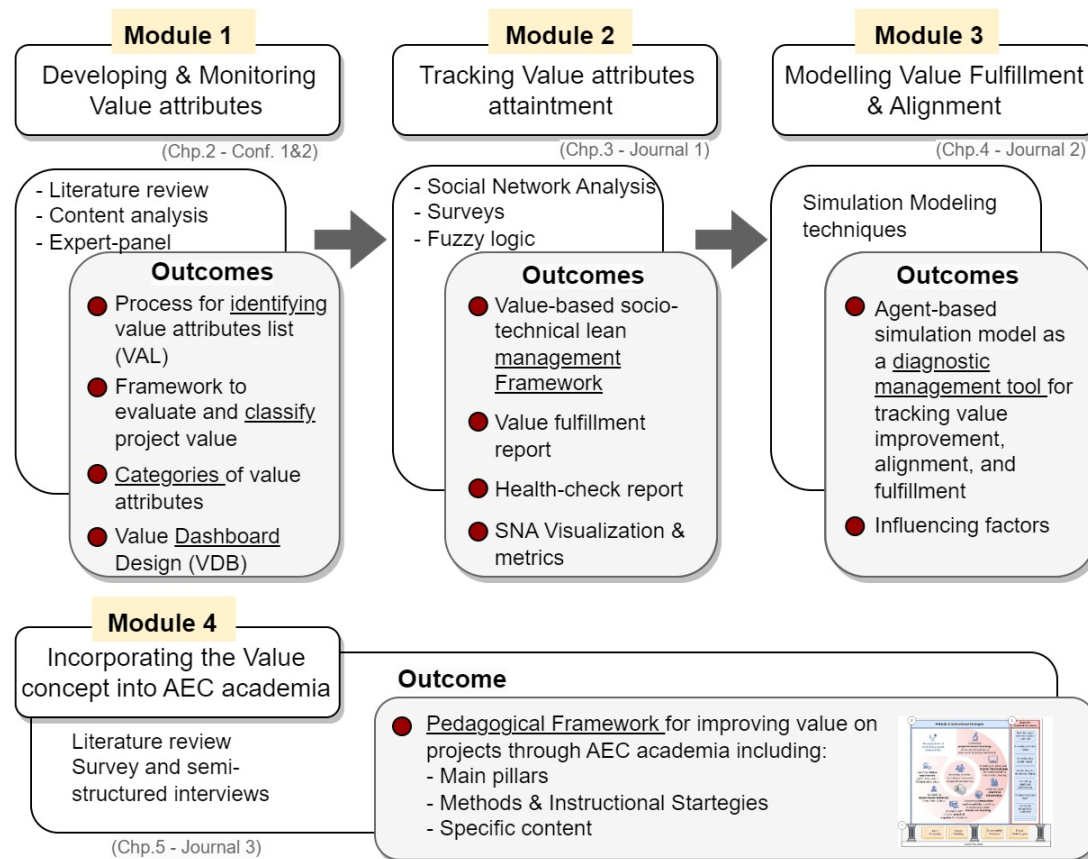 Module 1
Developing & Monitoring
Value attributes
(Chp.2 - Conf. 1&2)
- Literature review
- Content analysis
- Expert-panel
Outcomes
Process for identifying
value attributes list
(VAL)
Framework to
evaluate and classify
project value
Categories of value
attributes
Value Dashboard
Design (VDB)
Module 2
Tracking Value attributes
attaintment
(Chp.3 - Journal 1)
- Social Network Analysis
- Surveys
- Fuzzy logic
Outcomes
Value-based socio-
technical lean
management
Framework
Value fulfillment
report
Health-check report
SNA Visualization &
metrics
Module 3
Modelling Value Fulfillment
& Alignment
(Chp.4 - Journal 2)
Simulation Modeling
techniques
Outcomes
Agent-based
simulation model as
a diagnostic
management tool for
tracking value
improvement,
alignment, and
fulfillment
Influencing factors
Module 4
Incorporating the Value
concept into AEC academia
Literature review
Survey and semi-
structured interviews
(Chp.5 - Journal 3)
Outcome
Pedagogical Framework for improving value on
projects through AEC academia including:
- Main pillars
- Methods & Instructional Startegies
- Specific content